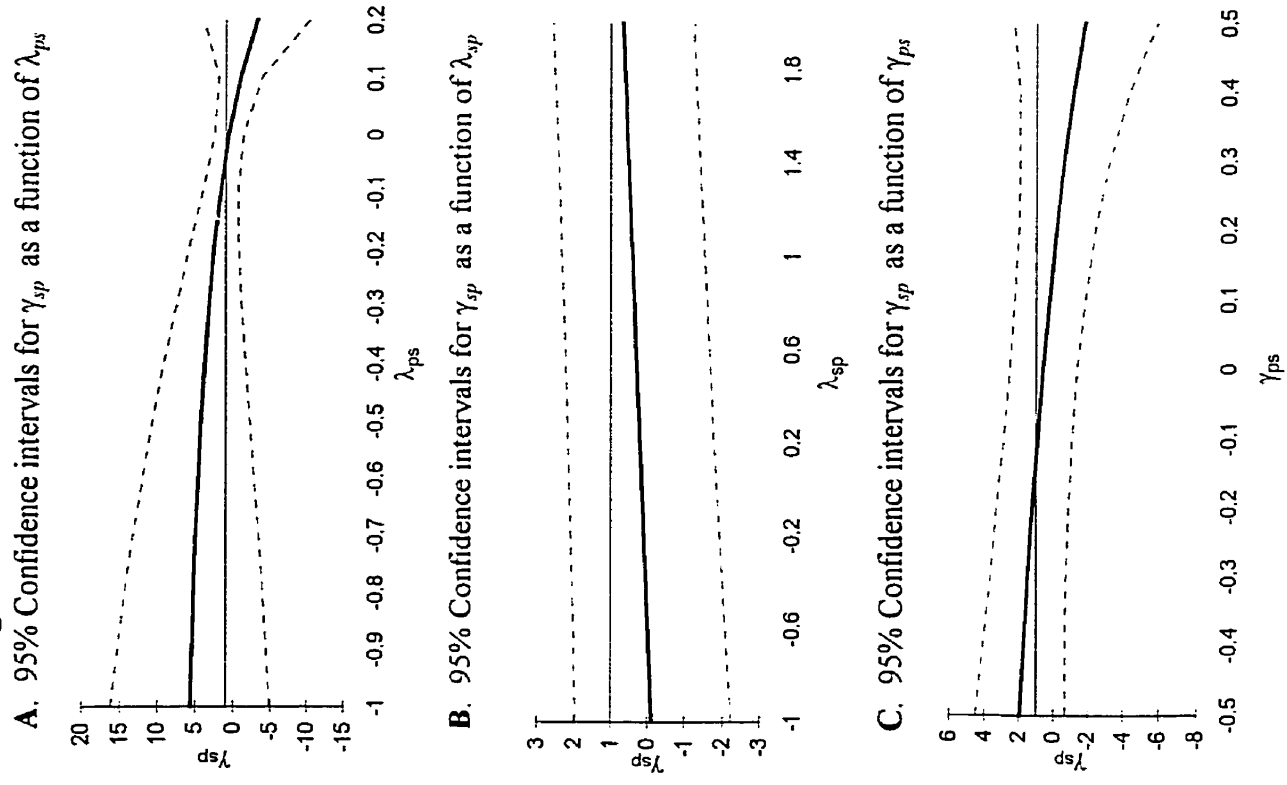 A. 95% Confidence intervals for γsp as a function of λps
20
15
10
5
0
-5
-10
-15
γsp
-1 -0.9 -0.8 -0.7 -0.6 -0.5 -0.4 -0.3 -0.2 -0.1 0 0.1 0.2
λps
B. 95% Confidence intervals for γsp as a function of λsp
3
2
1
0
-1
-2
-3
γsp
-1 -0.6 -0.2 0.2 0.6 1 1.4 1.8
λsp
C. 95% Confidence intervals for γsp as a function of γps
6
4
2
0
-2
-4
-6
-8
γsp
-0.5 -0.4 -0.3 -0.2 -0.1 0 0.1 0.2 0.3 0.4 0.5
γps